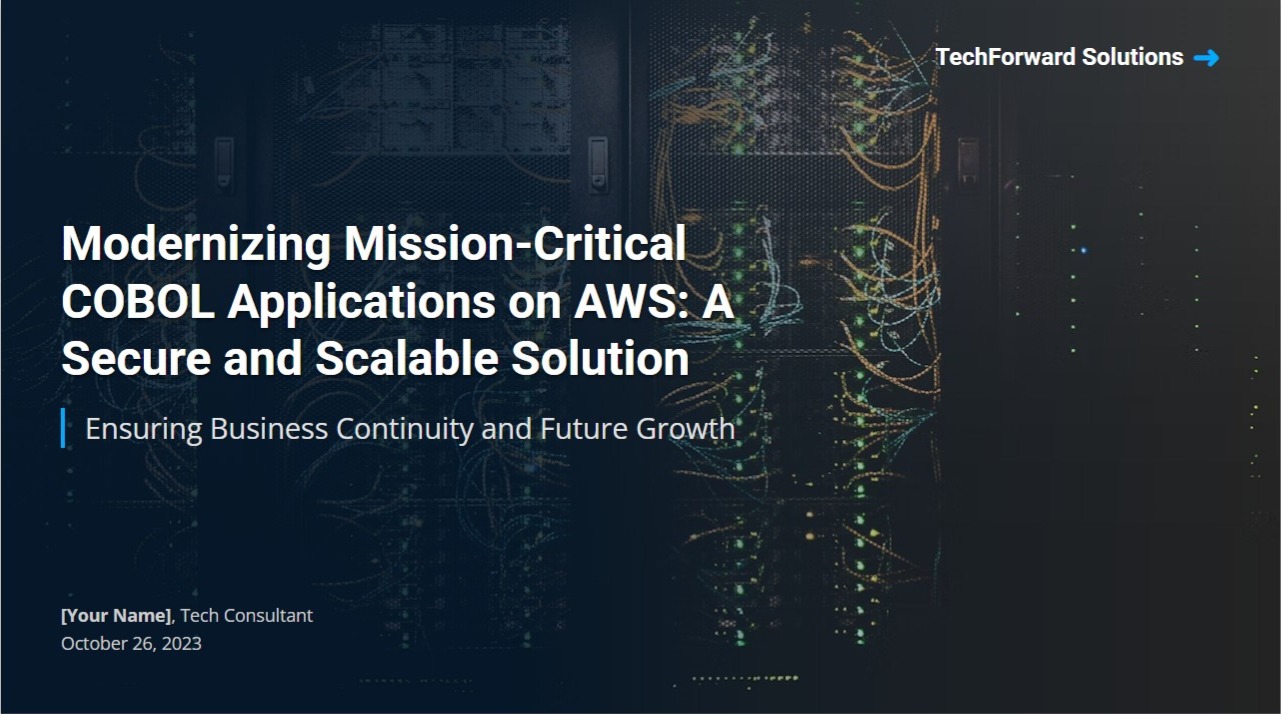 TechForward Solutions
Modernizing Mission-Critical
COBOL Applications on AWS: A
Secure and Scalable Solution
Ensuring Business Continuity and Future Growth
[Your Name], Tech Consultant
October 26, 2023